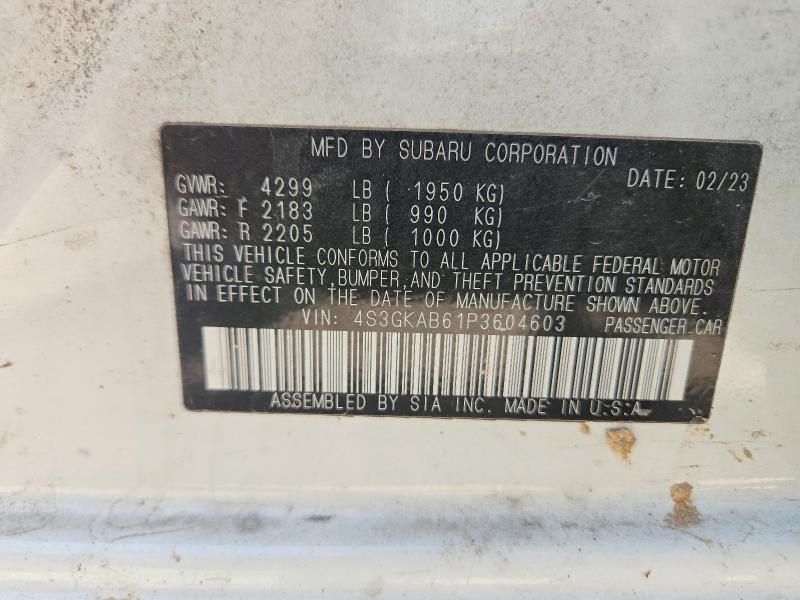 MFD BY SUBARU CORPORATION
DATE: 02/23
GVWR: 4299 LB ( 1950 KG)
GAWR: F 2183 LB ( 990 KG)
GAWR: R 2205 LB ( 1000 KG)
THIS VEHICLE CONFORMS TO ALL APPLICABLE FEDERAL MOTOR
VEHICLE SAFETY, BUMPER, AND THEFT PREVENTION STANDARDS
IN EFFECT ON THE DATE OF MANUFACTURE SHOWN ABOVE.
VIN: 4S3GKAB61P3604603 PASSENGER CAR
ASSEMBLED BY SIA INC. MADE IN U.S.A.